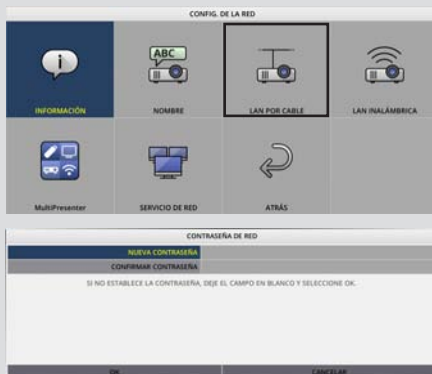 CONFIG. DE LA RED
i
ABC
INFORMACIÓN
NOMBRE
LAN POR CABLE
LAN INALÁMBRICA
MultiPresenter
SERVICIO DE RED
ATRÁS
CONTRASEÑA DE RED
NUEVA CONTRASEÑA
CONFIRMAR CONTRASEÑA
SI NO ESTABLECE LA CONTRASEÑA, DEJE EL CAMPO EN BLANCO Y SELECCIONE OK.
OK
CANCELAR